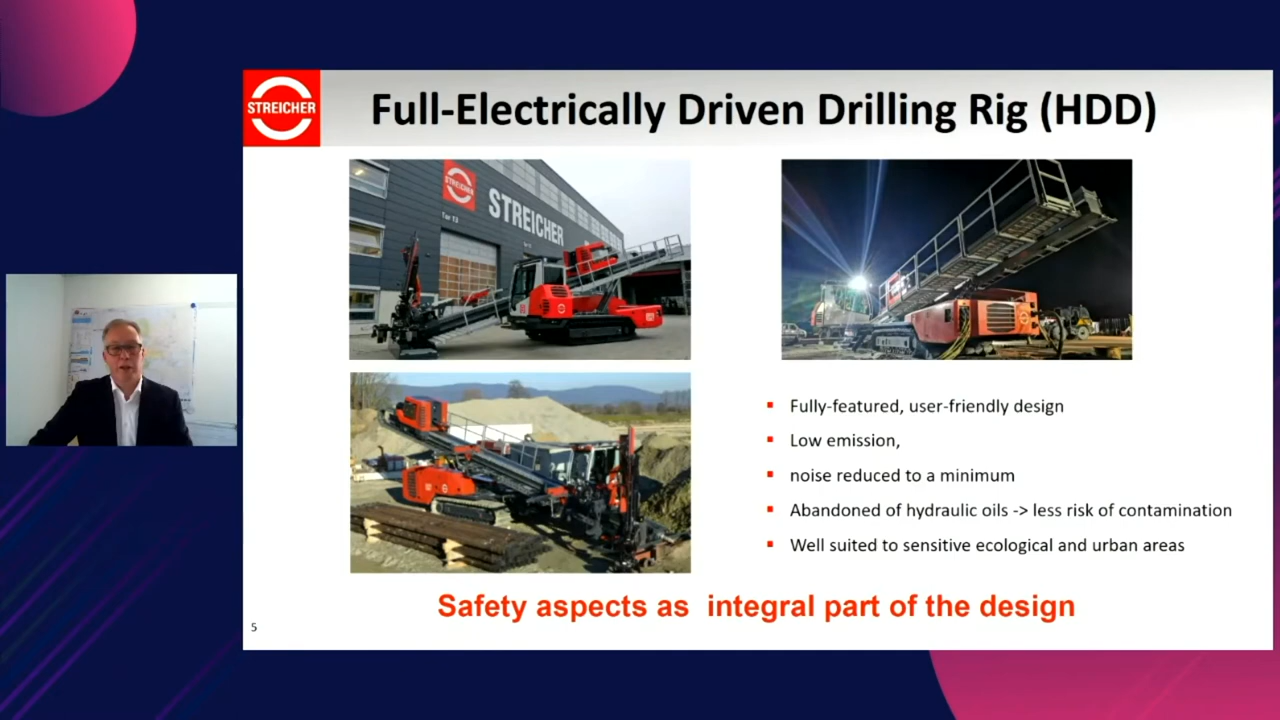 STREICHER
Full-Electrically Driven Drilling Rig (HDD)
STREICHER
STREICHER
Fully-featured, user-friendly design
Low emission,
noise reduced to a minimum
Abandoned of hydraulic oils -> less risk of contamination
Well suited to sensitive ecological and urban areas
Safety aspects as  integral part of the design
5